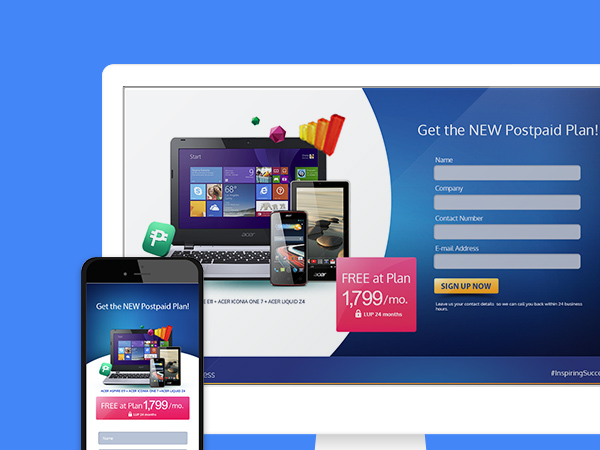 Get the NEW Postpaid Plan!
Name
Company
Contact Number
E-mail Address
SIGN UP NOW
Leave us your contact details so we can call you back within 24 business
hours.
Start
68°
acer
acer
FREE at Plan
1,799/mo.
LUP 24 months
E11 + ACER ICONIA ONE 7 + ACER LIQUID Z4
ess
#InspiringSucce
Get the NEW Postpaid Plan!
ACER ASPIRE E11 + ACER ICONIA ONE 7 + ACER LIQUID Z4
FREE at Plan 1,799/mo.
LUP 24 months
Name